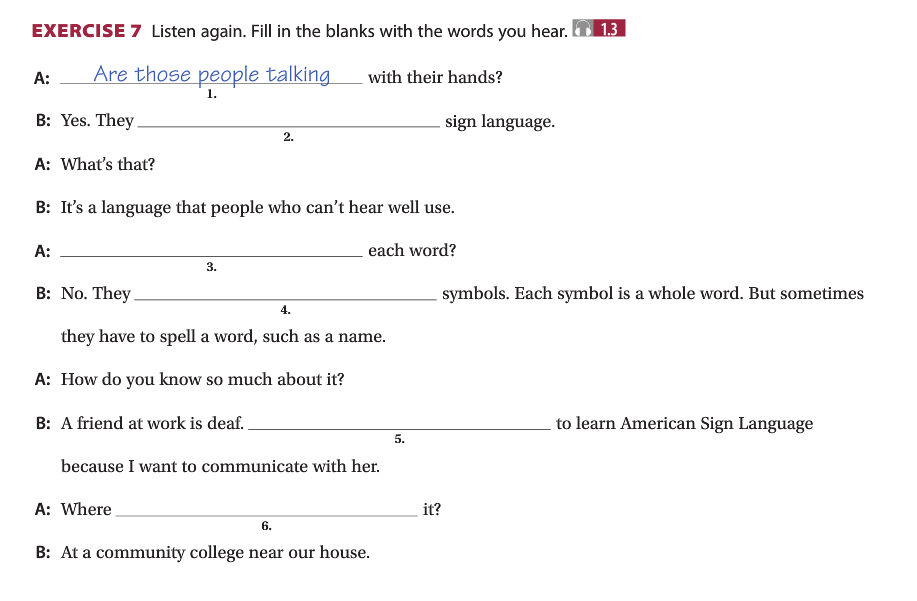 EXERCISE 7 Listen again. Fill in the blanks with the words you hear. 1.3
A: Are those people talking with their hands?
1.
B: Yes. They ______ sign language.
2.
A: What's that?
B: It's a language that people who can't hear well use.
A: ______ each word?
3.
B: No. They ______ symbols. Each symbol is a whole word. But sometimes
4.
they have to spell a word, such as a name.
A: How do you know so much about it?
B: A friend at work is deaf. ______ to learn American Sign Language
5.
because I want to communicate with her.
A: Where ______ it?
6.
B: At a community college near our house.